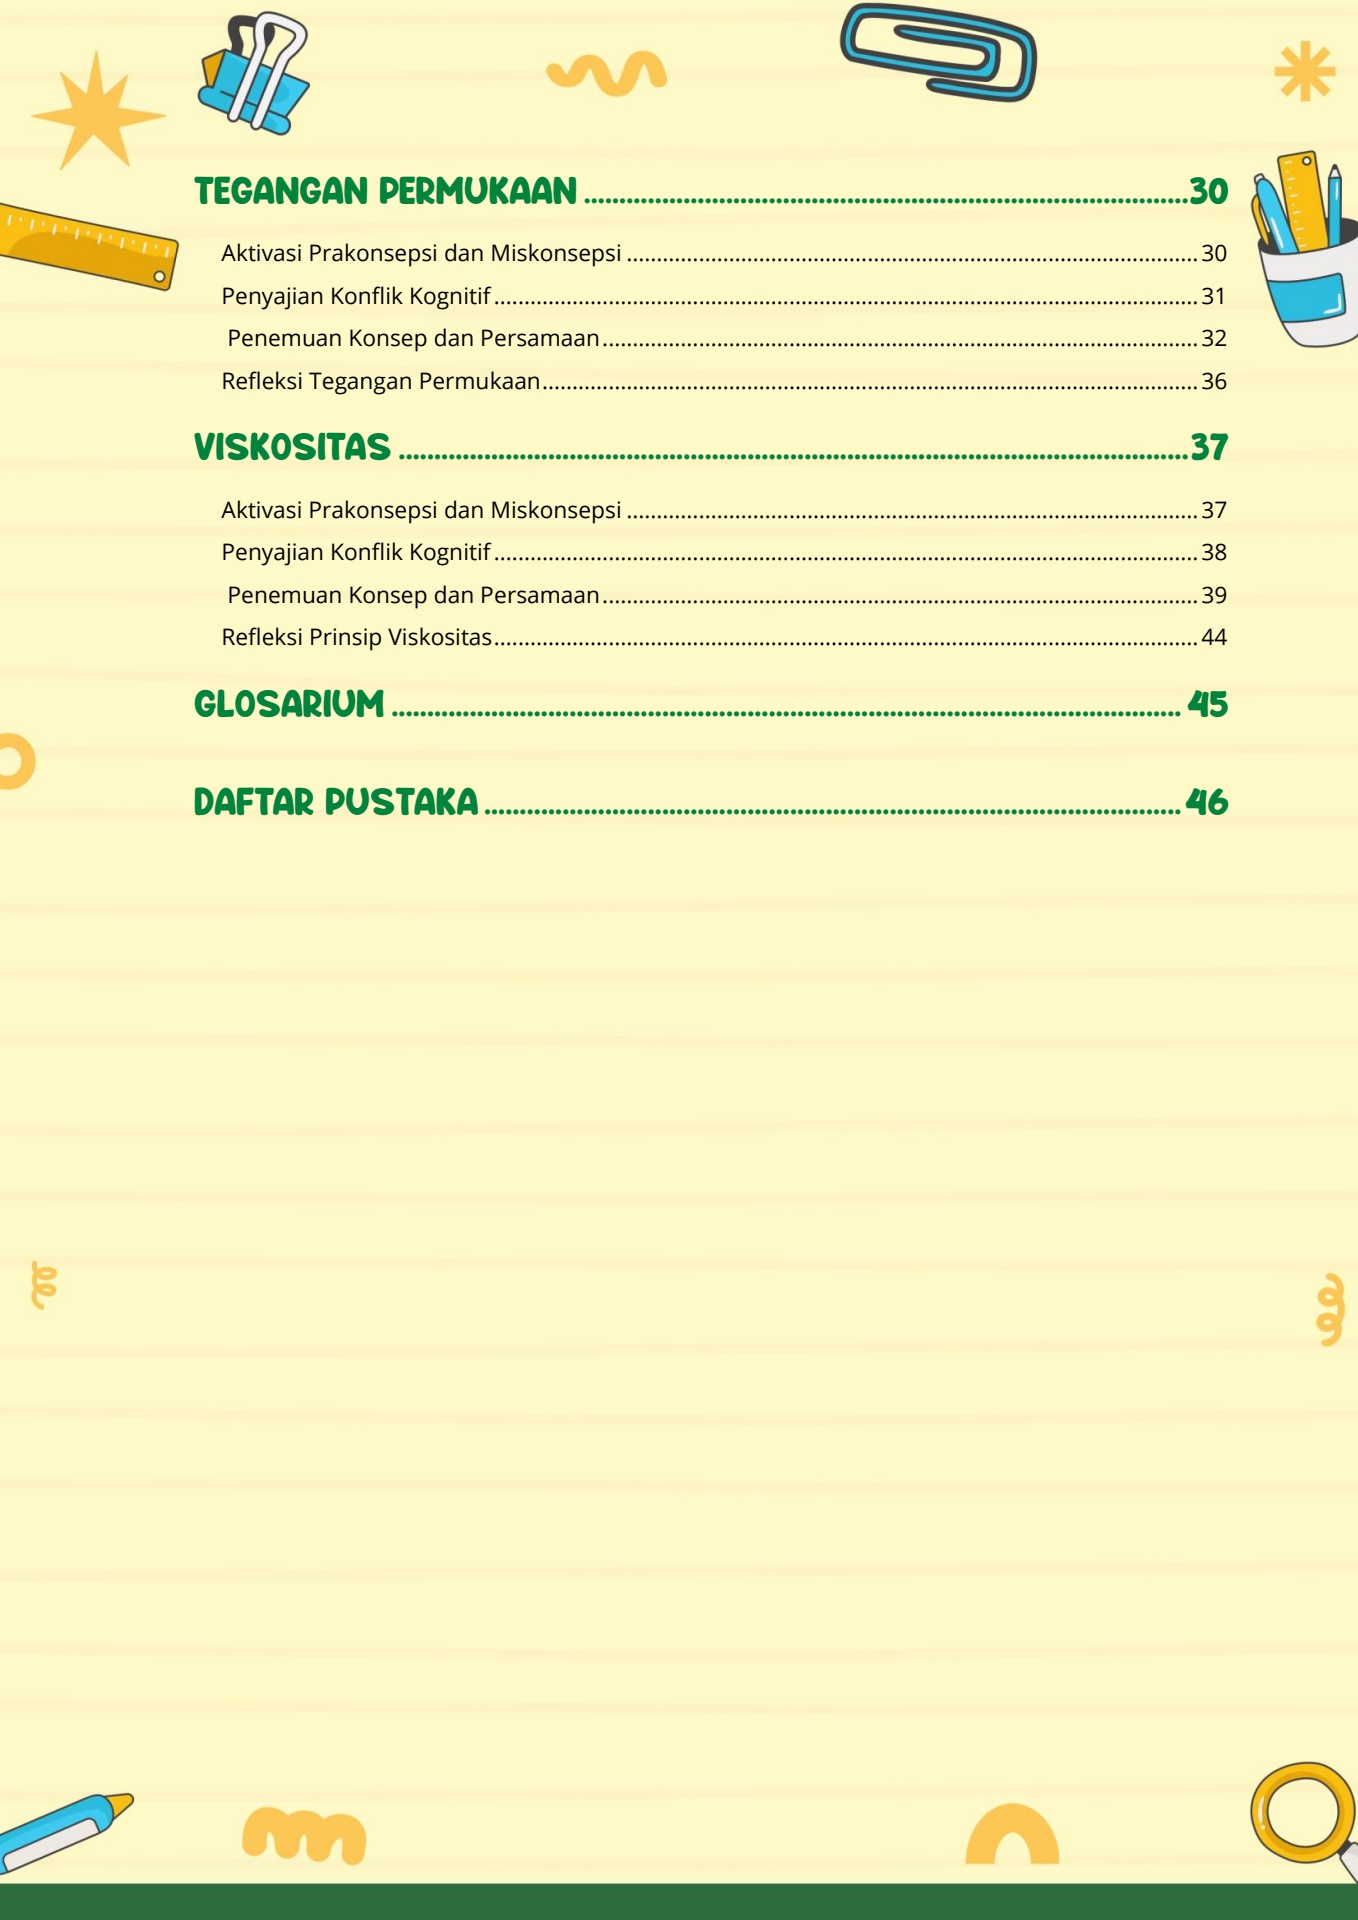 TEGANGAN PERMUKAAN ........................................ 30
Aktivasi Prakonsepsi dan Miskonsepsi ........................................ 30
Penyajian Konflik Kognitif ........................................ 31
Penemuan Konsep dan Persamaan ........................................ 32
Refleksi Tegangan Permukaan ........................................ 36
VISKOSITAS ........................................ 37
Aktivasi Prakonsepsi dan Miskonsepsi ........................................ 37
Penyajian Konflik Kognitif ........................................ 38
Penemuan Konsep dan Persamaan ........................................ 39
Refleksi Prinsip Viskositas ........................................ 44
GLOSARIUM ........................................ 45
DAFTAR PUSTAKA ........................................ 46